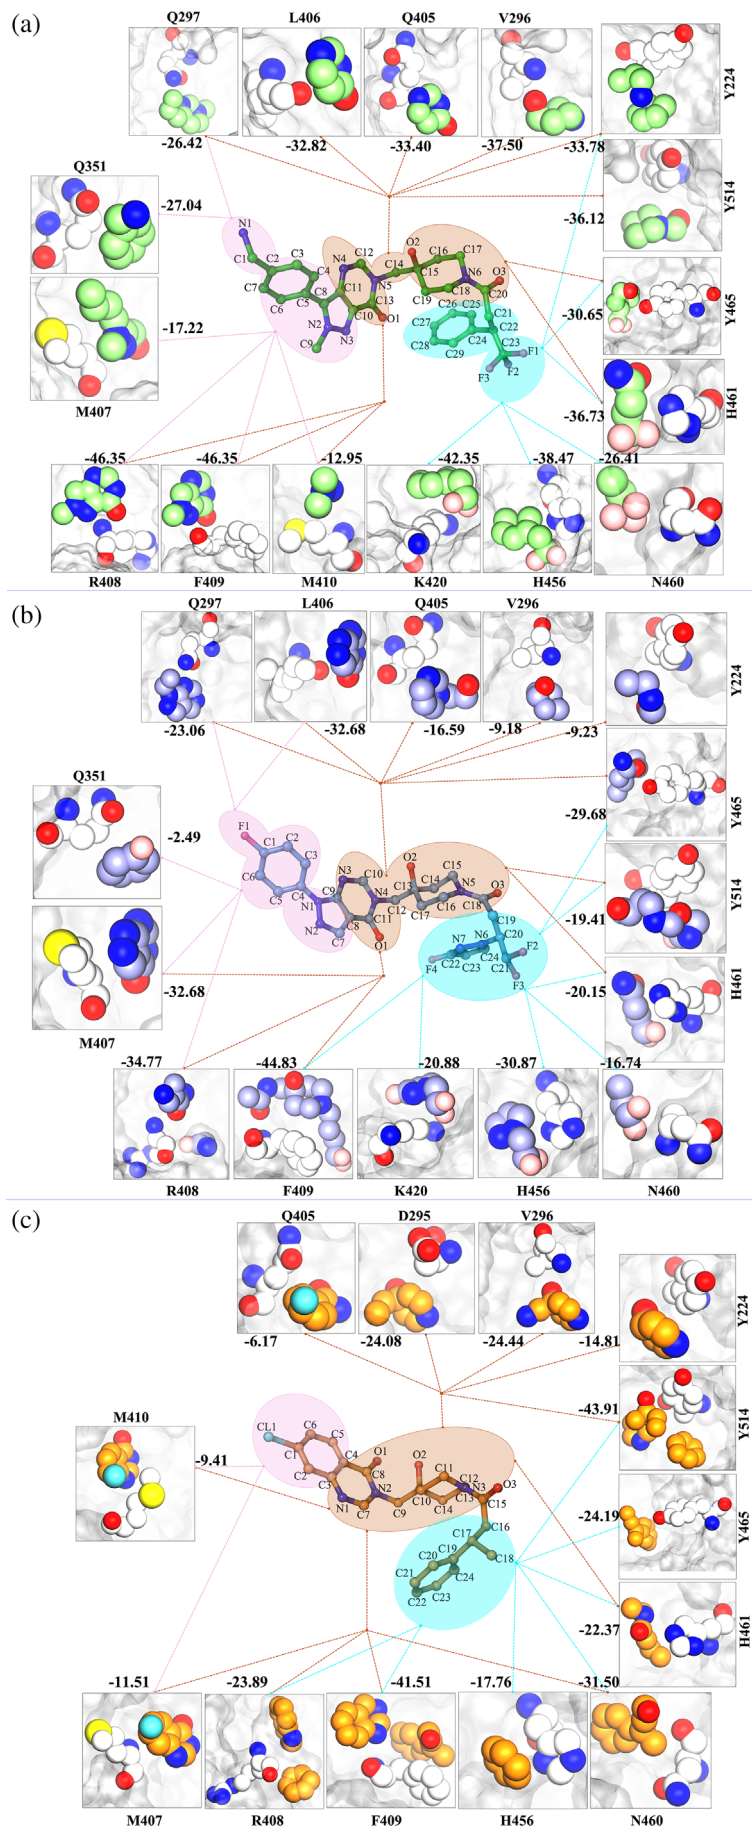 (a)
Q297 L406 Q405 V296
Y224
-26.42 -32.82 -33.40 -37.50 -33.78
Q351
Y514
-27.04
-36.12
N1 C1 C2 C3 C4 C7 C6 C5 C8 N2 C9 N3 N4 C12 C11 N5 C13 C10 O1 C14 O2 C16 C17 C15 N6 O3 C19 C18 C20
C26 C25 C21 C27 C22 C24 C23 C28 C29 F1 F2 F3
Y465
-30.65
-17.22
M407
H461
-36.73
-46.35 -46.35 -12.95 -42.35 -38.47 -26.41
R408 F409 M410 K420 H456 N460
(b)
Q297 L406 Q405 V296
Y224
-23.06 -32.68 -16.59 -9.18 -9.23
Q351
Y465
-2.49
-29.68
F1 C2 C1 C3 C6 C5 C4 N1 N2 C7 C8 C9 N3 C10 N4 C11 O1 C12 O2 C15 C13 C14 N5 O3 C17 C16 C18
C19 N7 N6 C20 F2 F4 C22 C23 C24 C21 F3
Y514
-19.41
-32.68
M407
H461
-20.15
-34.77 -44.83 -20.88 -30.87 -16.74
R408 F409 K420 H456 N460
(c)
Q405 D295 V296
Y224
-6.17 -24.08 -24.44 -14.81
M410
Y514
-43.91
-9.41
CL1 C6 C5 C1 C4 O1 C2 C3 C8 N2 N1 C7 C9 O2 C11 C12 N3 O3 C10 C13 C14 C15
C16 C17 C18 C19 C20 C21 C24 C23 C22
Y465
-24.19
H461
-22.37
-11.51 -23.89 -41.51 -17.76 -31.50
M407 R408 F409 H456 N460